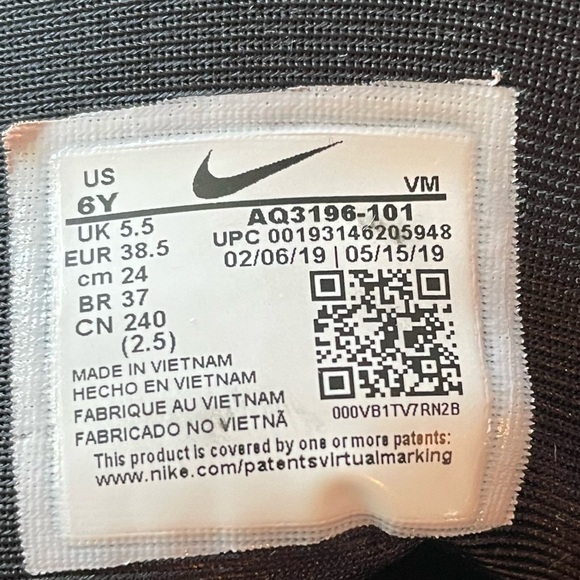 US
6Y
VM
UK 5.5
EUR 38.5
cm 24
BR 37
CN 240
(2.5)
AQ3196-101
UPC 00193146205948
02/06/19 | 05/15/19
000VB1TV7RN2B
MADE IN VIETNAM
HECHO EN VIETNAM
FABRIQUE AU VIETNAM
FABRICADO NO VIETNÃ
This product is covered by one or more patents:
www.nike.com/patentsvirtualmarking